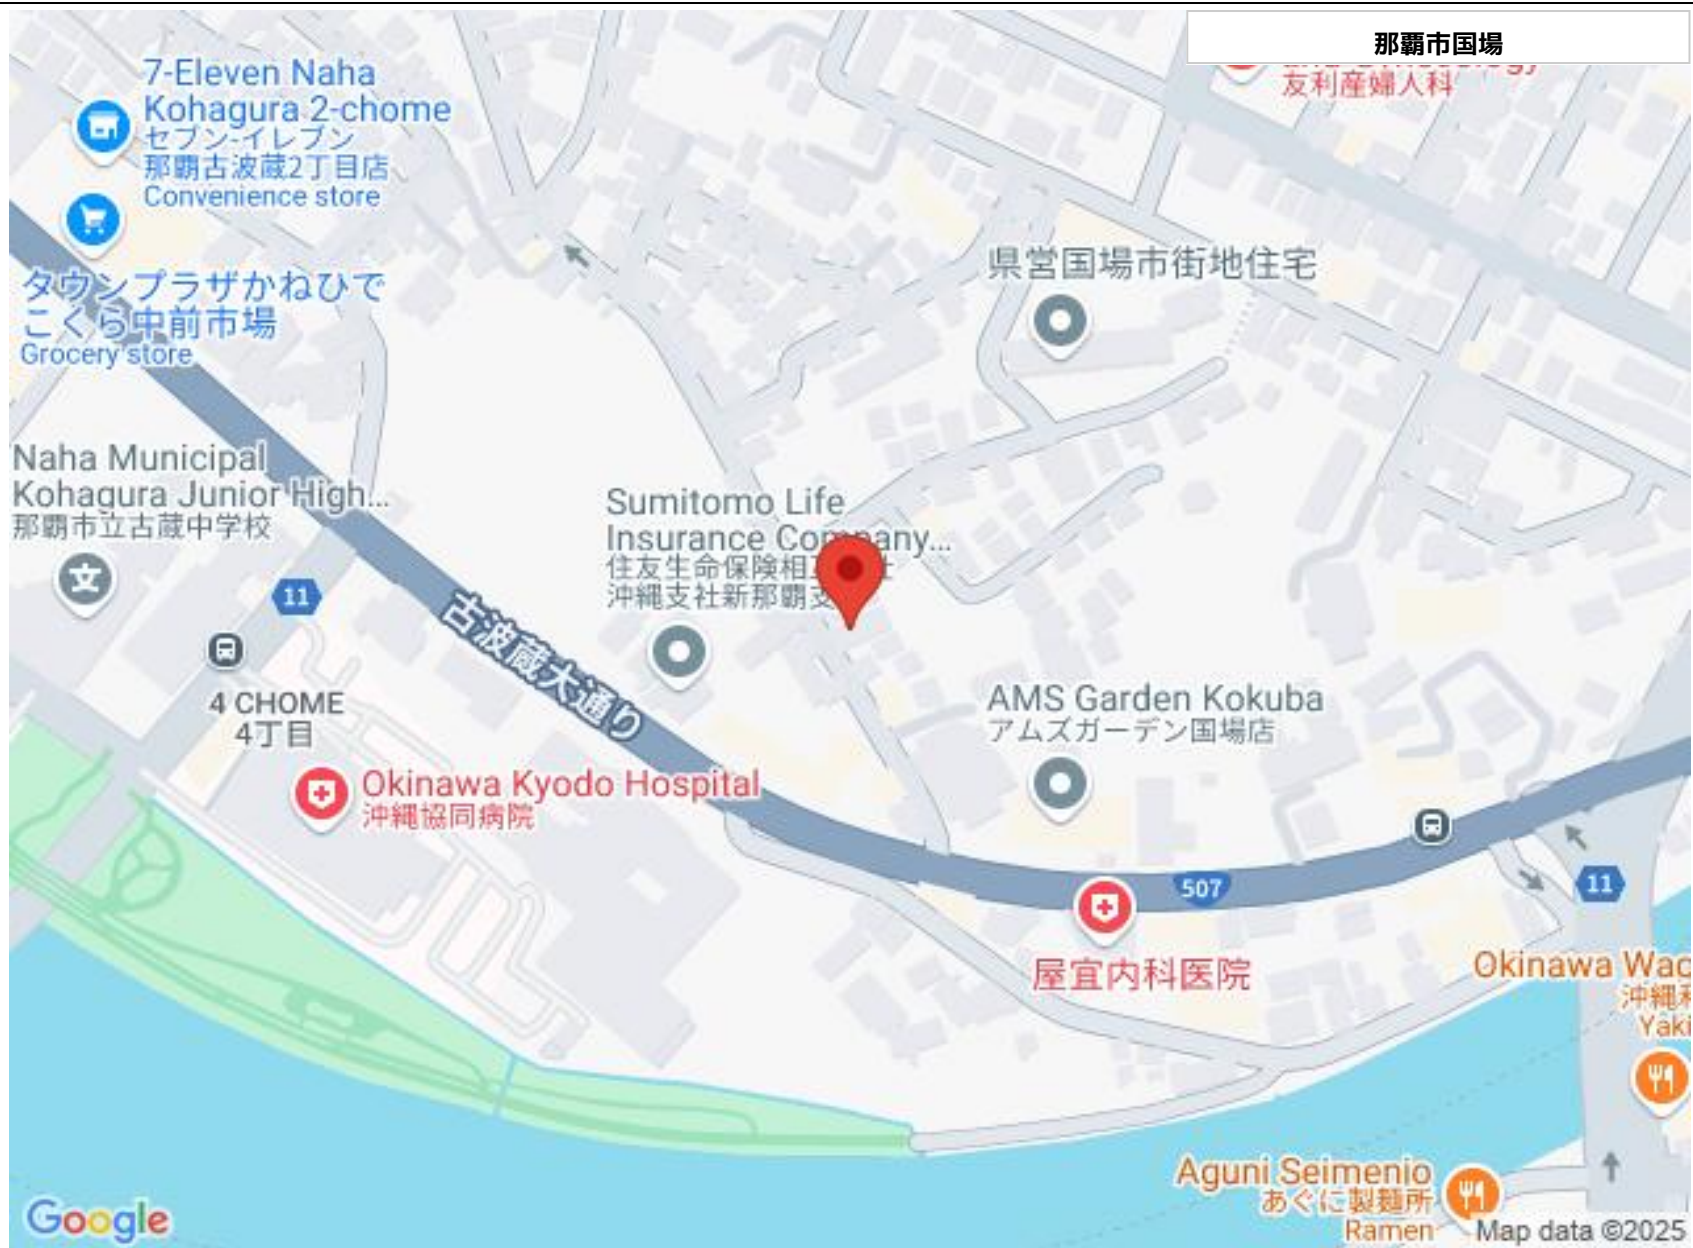 那覇市国場
友利産婦人科
7-Eleven Naha
Kohagura 2-chome
セブン-イレブン
那覇古波蔵2丁目店
Convenience store
タウンプラザかねひで
こくら中前市場
Grocery store
県営国場市街地住宅
Naha Municipal
Kohagura Junior High...
那覇市立古蔵中学校
文
11
Sumitomo Life
Insurance Company...
住友生命保険相互
社
沖縄支社新那覇支
古波蔵大通り
4 CHOME
4丁目
AMS Garden Kokuba
アムズガーデン国場店
Okinawa Kyodo Hospital
沖縄協同病院
507
11
屋宜内科医院
Okinawa Wag
沖縄和
Yaki
Aguni Seimenjo
あぐに製麺所
Ramen
Google
Map data ©2025